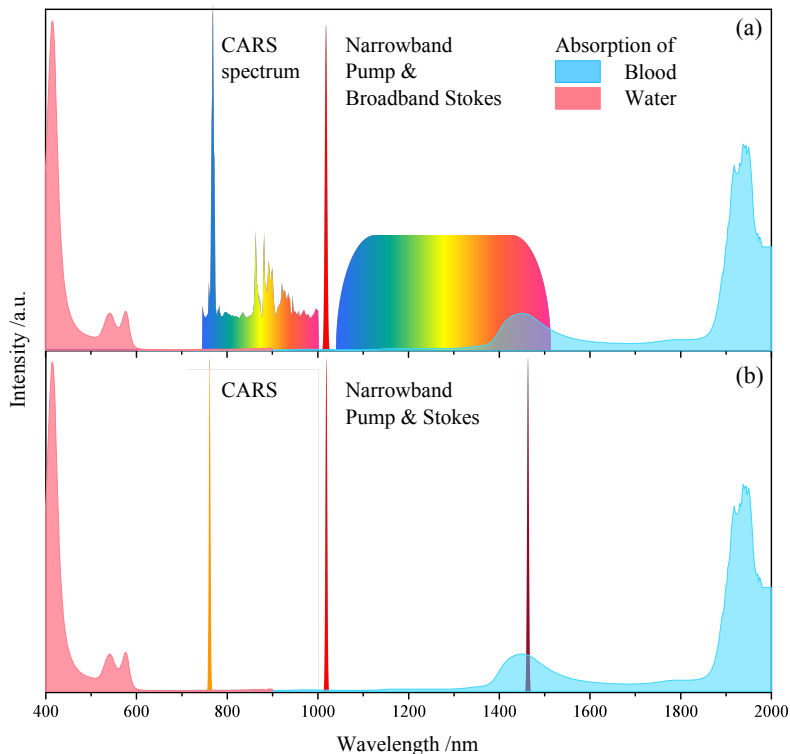 (a)
CARS
spectrum
Narrowband
Pump &
Broadband Stokes
Absorption of
Blood
Water
Intensity /a.u.
(b)
CARS
Narrowband
Pump & Stokes
400 600 800 1000 1200 1400 1600 1800 2000
Wavelength /nm